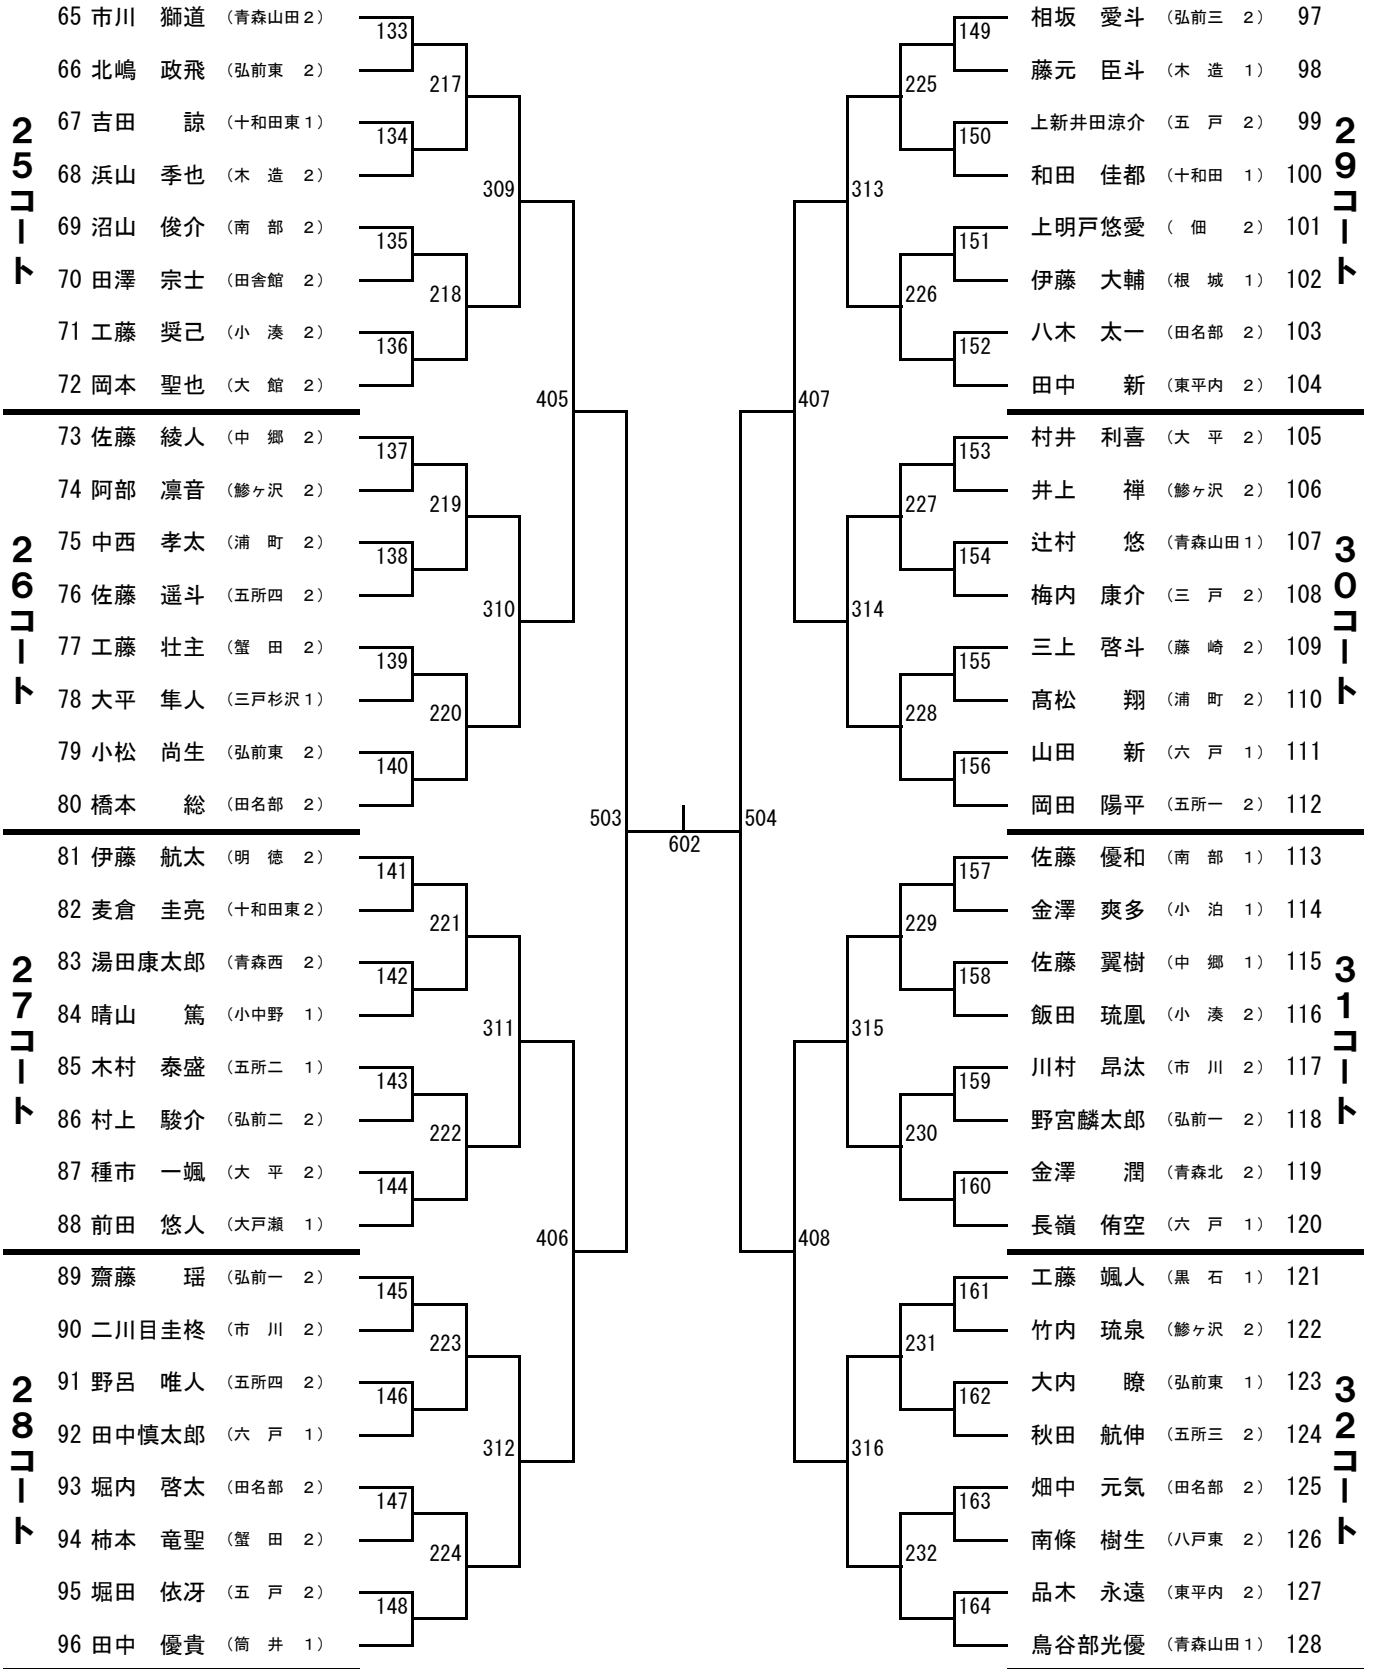 25コート
65 市川 獅道 （青森山田2）
66 北嶋 政飛 （弘前東 2）
67 吉田 諒 （十和田東1）
68 浜山 季也 （木 造 2）
69 沼山 俊介 （南 部 2）
70 田澤 宗士 （田舎館 2）
71 工藤 奨己 （小 湊 2）
72 岡本 聖也 （大 館 2）
133
134
135
136
217
218
309
26コート
73 佐藤 綾人 （中 郷 2）
74 阿部 凛音 （鰺ヶ沢 2）
75 中西 孝太 （浦 町 2）
76 佐藤 遥斗 （五所四 2）
77 工藤 壮主 （蟹 田 2）
78 大平 隼人 （三戸杉沢1）
79 小松 尚生 （弘前東 2）
80 橋本 総 （田名部 2）
137
138
139
140
219
220
310
405
27コート
81 伊藤 航太 （明 徳 2）
82 麦倉 圭亮 （十和田東2）
83 湯田康太郎 （青森西 2）
84 晴山 篤 （小中野 1）
85 木村 泰盛 （五所二 1）
86 村上 駿介 （弘前二 2）
87 種市 一颯 （大 平 2）
88 前田 悠人 （大戸瀬 1）
141
142
143
144
221
222
311
28コート
89 齋藤 瑶 （弘前一 2）
90 二川目圭柊 （市 川 2）
91 野呂 唯人 （五所四 2）
92 田中慎太郎 （六 戸 1）
93 堀内 啓太 （田名部 2）
94 柿本 竜聖 （蟹 田 2）
95 堀田 依冴 （五 戸 2）
96 田中 優貴 （筒 井 1）
145
146
147
148
223
224
312
406
503
602
504
29コート
相坂 愛斗 （弘前三 2） 97
藤元 臣斗 （木 造 1） 98
上新井田涼介 （五 戸 2） 99
和田 佳都 （十和田 1） 100
上明戸悠愛 （ 佃 2） 101
伊藤 大輔 （根 城 1） 102
八木 太一 （田名部 2） 103
田中 新 （東平内 2） 104
149
150
151
152
225
226
313
30コート
村井 利喜 （大 平 2） 105
井上 禅 （鰺ヶ沢 2） 106
辻村 悠 （青森山田1） 107
梅内 康介 （三 戸 2） 108
三上 啓斗 （藤 崎 2） 109
髙松 翔 （浦 町 2） 110
山田 新 （六 戸 1） 111
岡田 陽平 （五所一 2） 112
153
154
155
156
227
228
314
407
31コート
佐藤 優和 （南 部 1） 113
金澤 爽多 （小 泊 1） 114
佐藤 翼樹 （中 郷 1） 115
飯田 琉凰 （小 湊 2） 116
川村 昂汰 （市 川 2） 117
野宮麟太郎 （弘前一 2） 118
金澤 潤 （青森北 2） 119
長嶺 侑空 （六 戸 1） 120
157
158
159
160
229
230
315
32コート
工藤 颯人 （黒 石 1） 121
竹内 琉泉 （鰺ヶ沢 2） 122
大内 瞭 （弘前東 1） 123
秋田 航伸 （五所三 2） 124
畑中 元気 （田名部 2） 125
南條 樹生 （八戸東 2） 126
品木 永遠 （東平内 2） 127
鳥谷部光優 （青森山田1） 128
161
162
163
164
231
232
316
408